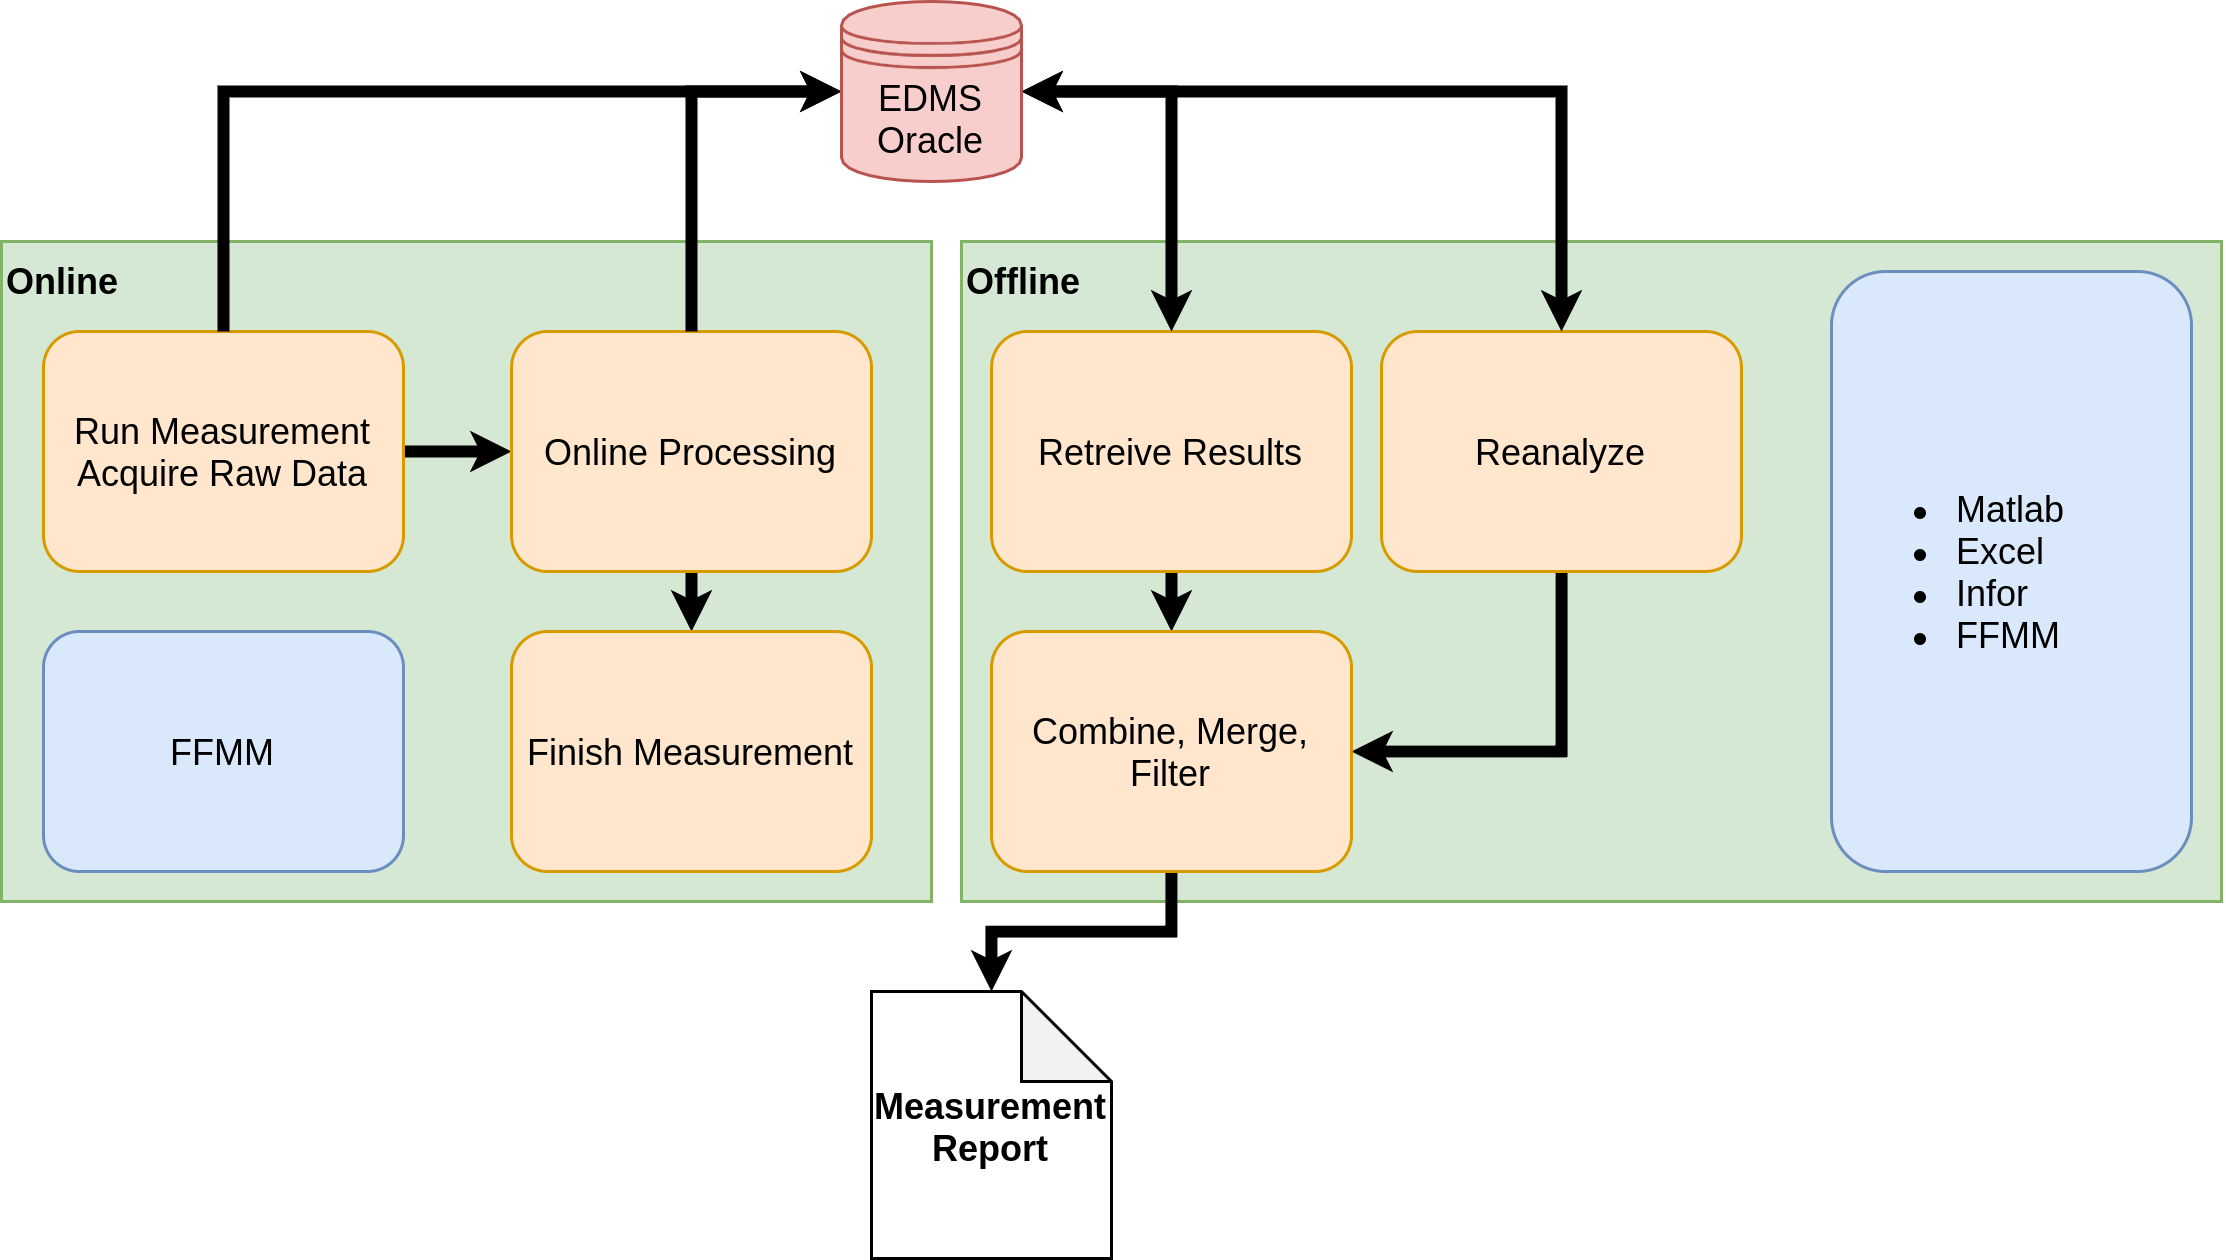 EDMS
Oracle
Online
Offline
Run Measurement
Acquire Raw Data
Online Processing
Retreive Results
Reanalyze
Matlab
Excel
Infor
FFMM
FFMM
Finish Measurement
Combine, Merge,
Filter
Measurement
Report